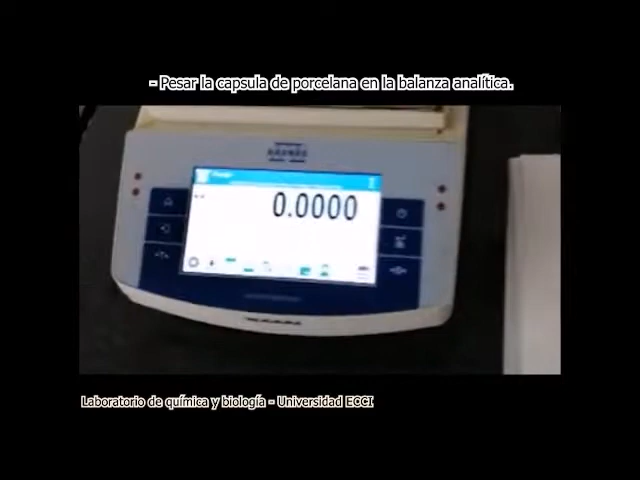 - Pesar la capsula de porcelana en la balanza analítica.
0.0000
Laboratorio de química y biología - Universidad ECCI